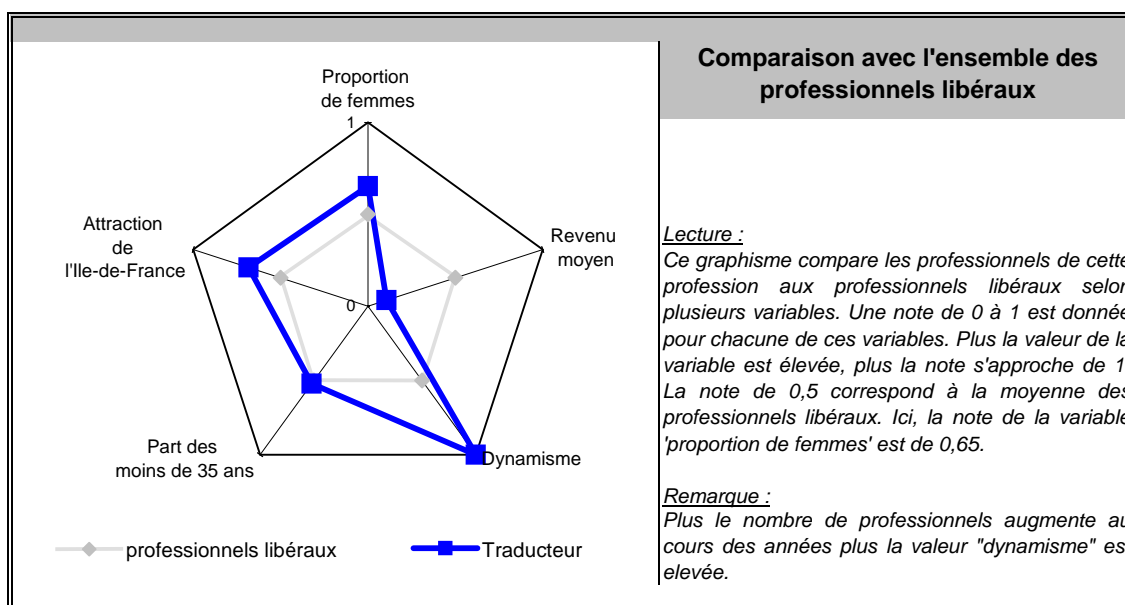 Comparaison avec l'ensemble des
professionnels libéraux
Proportion
de femmes
1
Attraction
de
l'Ile-de-France
Revenu
moyen
0
Part des
moins de 35 ans
Dynamisme
professionnels libéraux
Traducteur
Lecture :
Ce graphisme compare les professionnels de cette
profession aux professionnels libéraux selon
plusieurs variables. Une note de 0 à 1 est donnée
pour chacune de ces variables. Plus la valeur de la
variable est élevée, plus la note s'approche de 1
La note de 0,5 correspond à la moyenne des
professionnels libéraux. Ici, la note de la variable
'proportion de femmes' est de 0,65.
Remarque :
Plus le nombre de professionnels augmente au
cours des années plus la valeur "dynamisme" es
elevée.